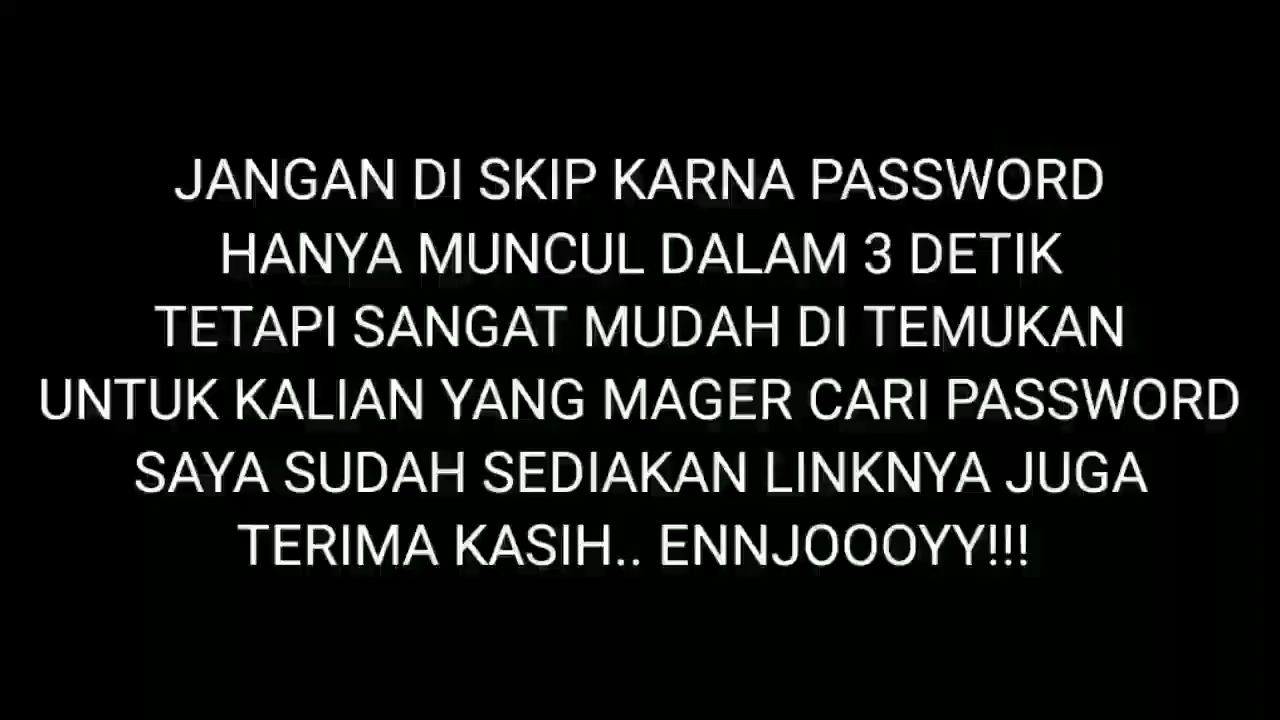 JANGAN DI SKIP KARNA PASSWORD
HANYA MUNCUL DALAM 3 DETIK
TETAPI SANGAT MUDAH DI TEMUKAN
UNTUK KALIAN YANG MAGER CARI PASSWORD
SAYA SUDAH SEDIAKAN LINKNYA JUGA
TERIMA KASIH.. ENNJOOOYY!!!